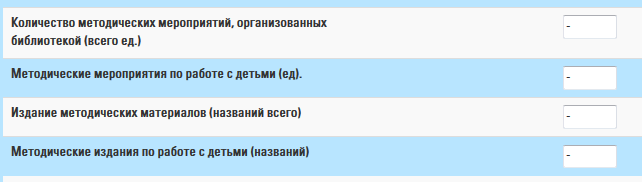 Количество методических мероприятий, организованных
библиотекой (всего ед.)
-
Методические мероприятия по работе с детьми (ед).
-
Издание методических материалов (названий всего)
-
Методические издания по работе с детьми (названий)
-